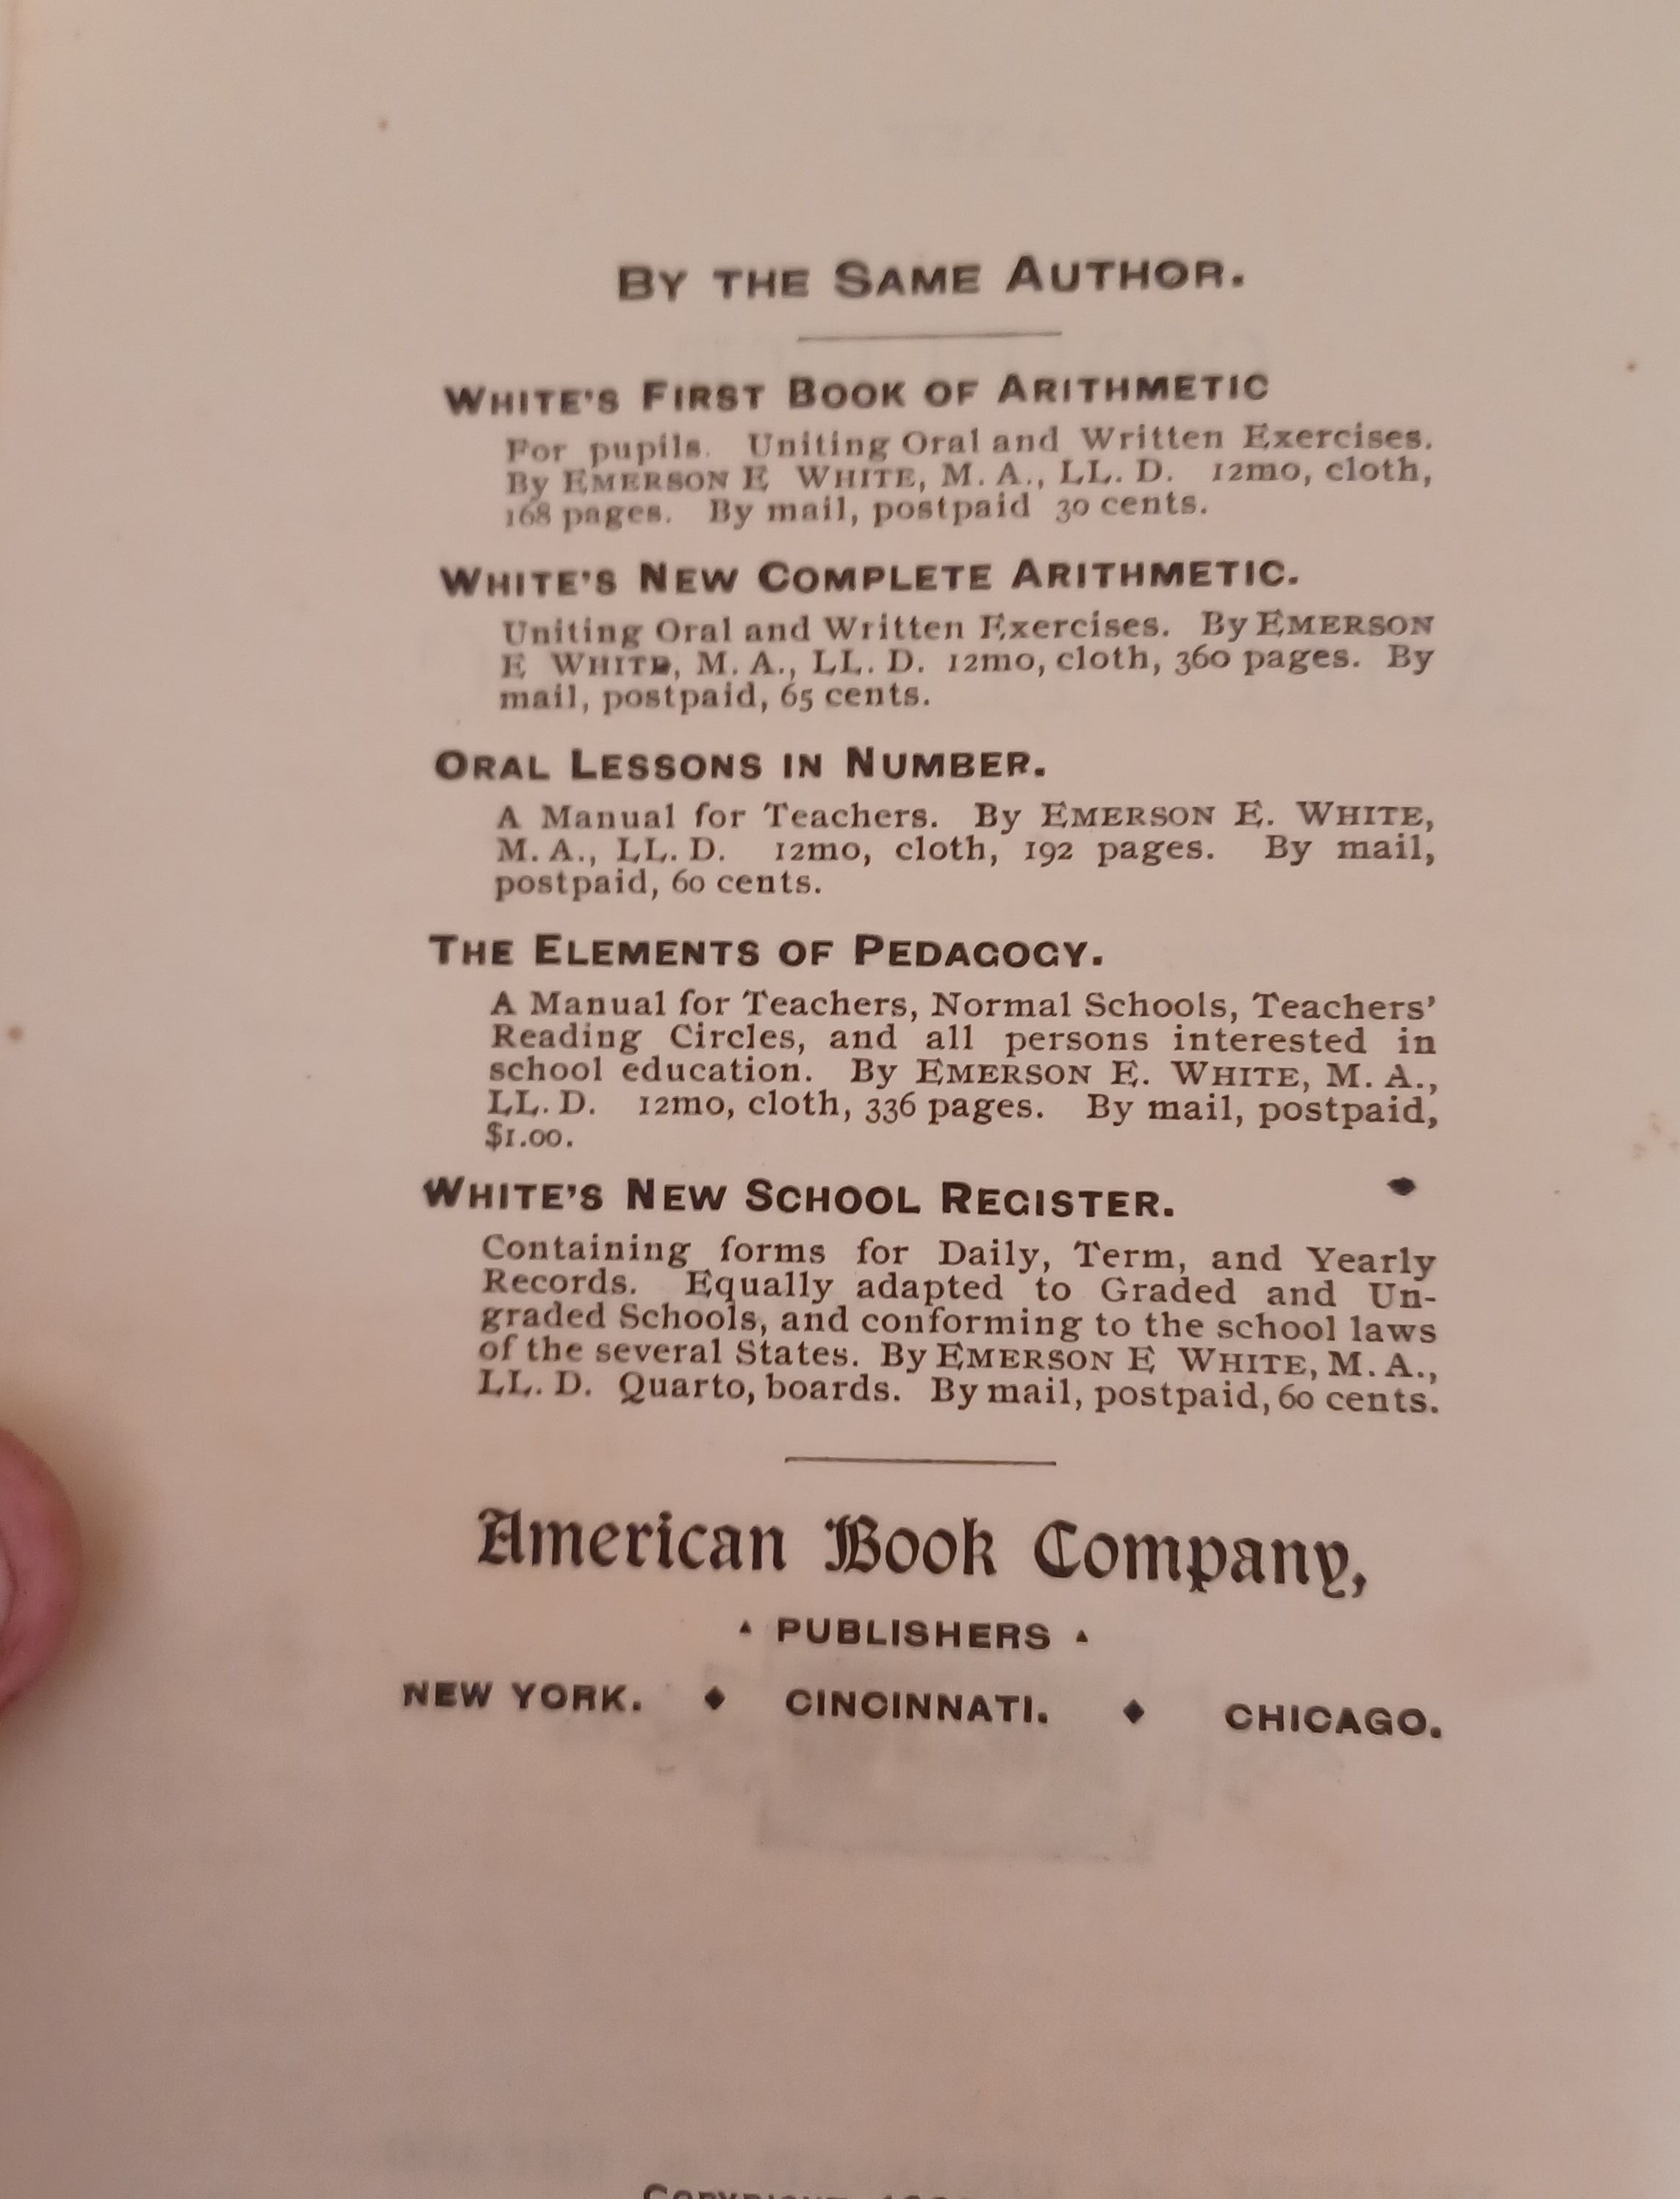 BY THE SAME AUTHOR.
WHITE'S FIRST BOOK OF ARITHMETIC
For pupils. Uniting Oral and Written Exercises.
By EMERSON E WHITE, M. A., LL. D. 12mo, cloth,
168 pages. By mail, postpaid 30 cents.
WHITE'S NEW COMPLETE ARITHMETIC.
Uniting Oral and Written Exercises. By EMERSON
E WHITE, M. A., LL. D. 12mo, cloth, 360 pages. By
mail, postpaid, 65 cents.
ORAL LESSONS IN NUMBER.
A Manual for Teachers. By EMERSON E. WHITE,
M. A., LL. D. 12mo, cloth, 192 pages. By mail,
postpaid, 60 cents.
THE ELEMENTS OF PEDAGOGY.
A Manual for Teachers, Normal Schools, Teachers'
Reading Circles, and all persons interested in
school education. By EMERSON E. WHITE, M. A.,
LL. D. 12mo, cloth, 336 pages. By mail, postpaid,
$1.00.
WHITE'S NEW SCHOOL REGISTER.
Containing forms for Daily, Term, and Yearly
Records. Equally adapted to Graded and Un-
graded Schools, and conforming to the school laws
of the several States. By EMERSON E WHITE, M. A.,
LL. D. Quarto, boards. By mail, postpaid, 60 cents.
American Book Company,
PUBLISHERS
NEW YORK. ♦ CINCINNATI. ♦ CHICAGO.